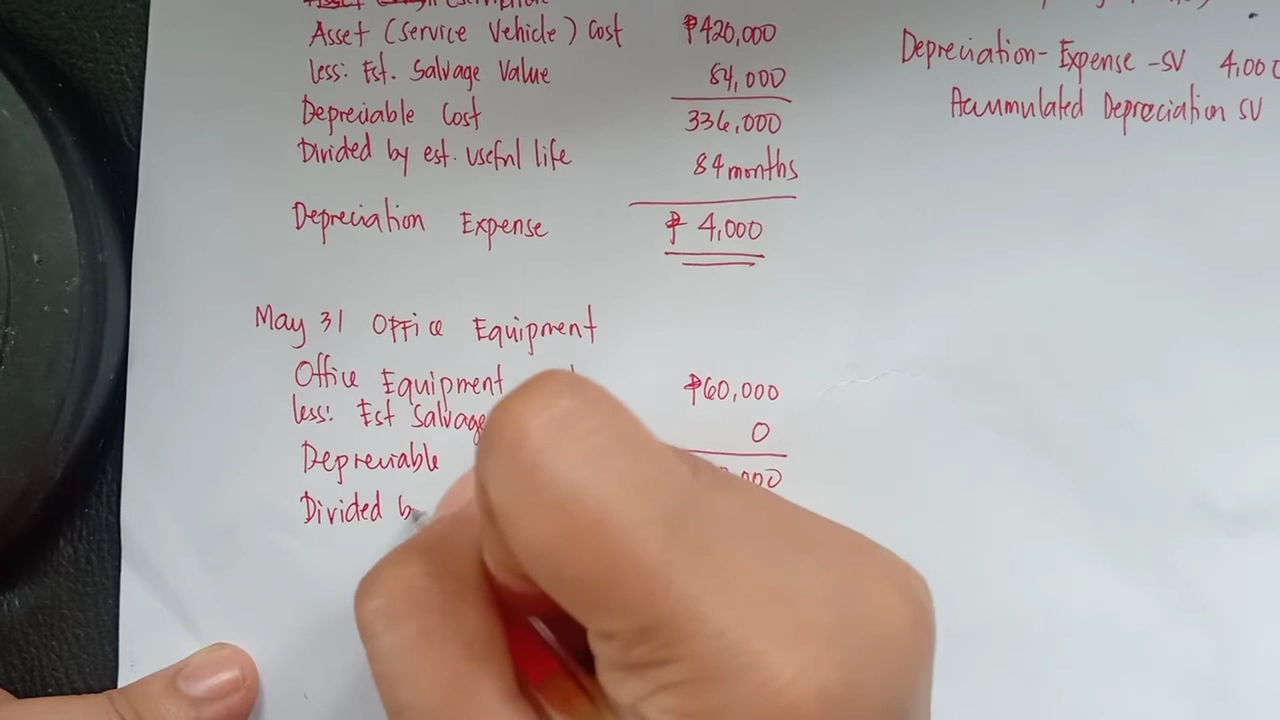 Asset (Service Vehicle) Cost ₱420,000
less: Est. Salvage Value 84,000
Depreciable Cost 336,000
Divided by est. useful life 84 months
Depreciation Expense ₱ 4,000
May 31 Office Equipment
Office Equipment ₱60,000
less: Est Salvage 0
Depreciable
Divided b
Depreciation-Expense-SV 4,000
Accumulated Depreciation SV